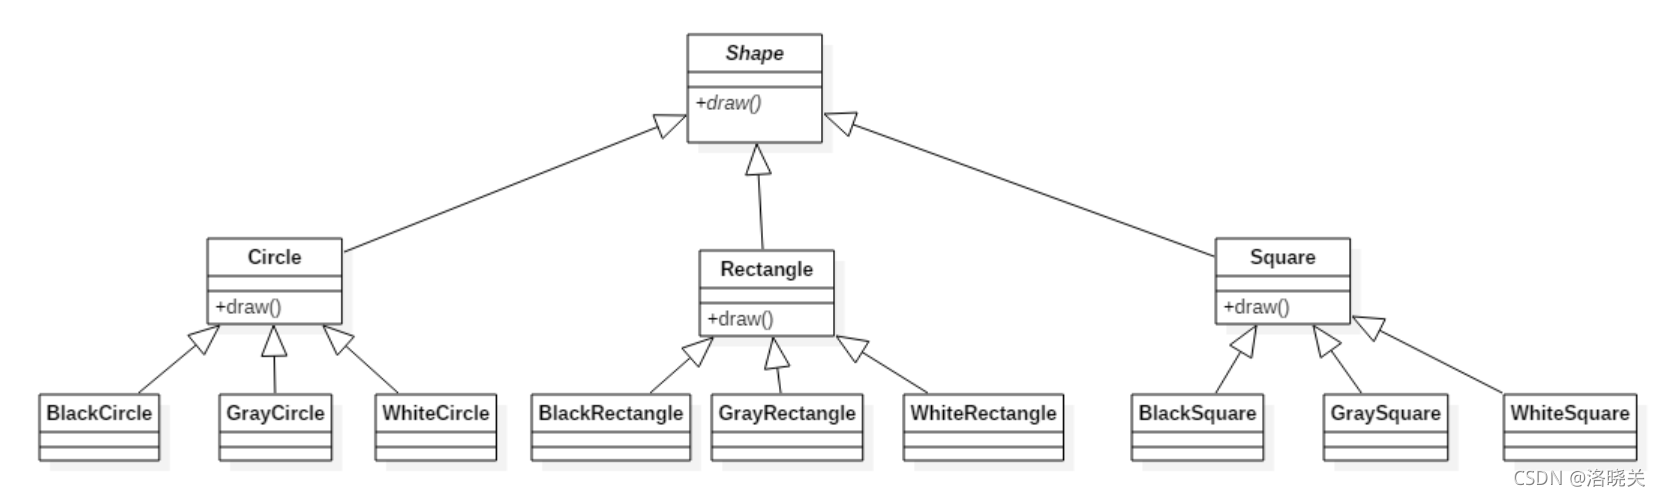 Shape
+draw()
Circle
+draw()
Rectangle
+draw()
Square
+draw()
BlackCircle
GrayCircle
WhiteCircle
BlackRectangle
GrayRectangle
WhiteRectangle
BlackSquare
GraySquare
WhiteSquare
CSDN @洛晓关